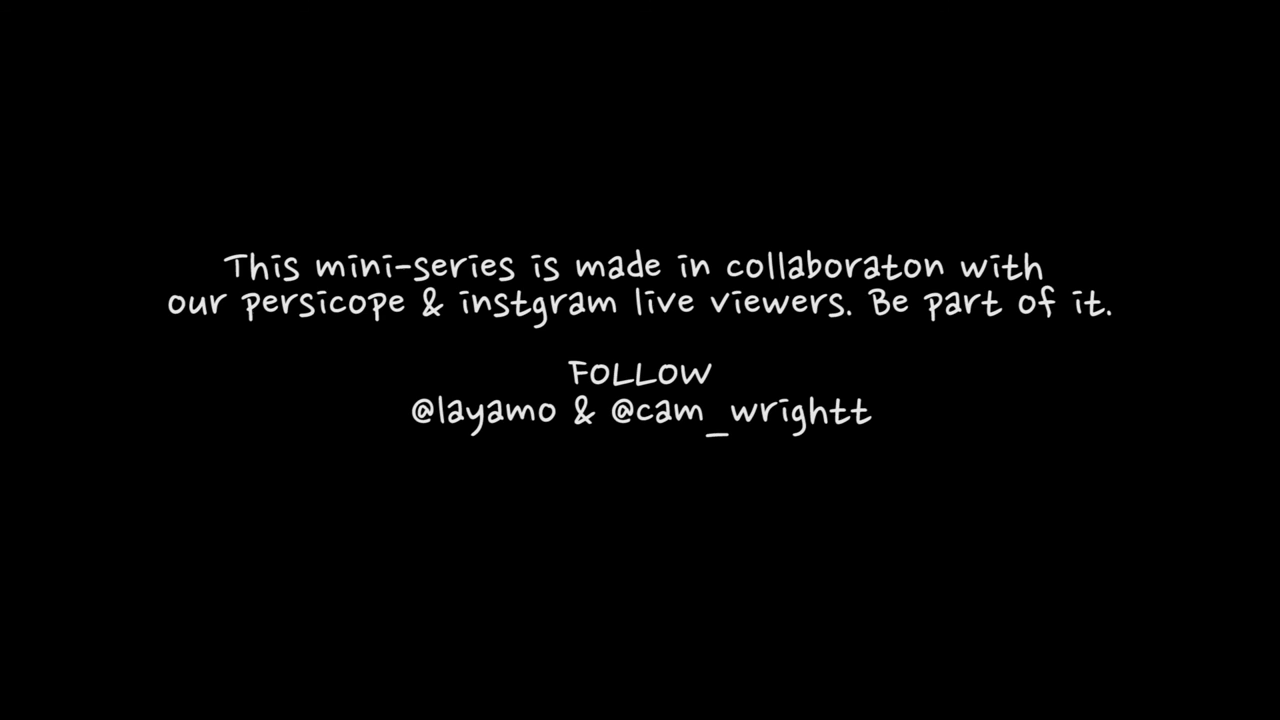 This mini-series is made in collaboraton with
our persicope & instgram live viewers. Be part of it.
FOLLOW
@layamo & @cam_wrightt